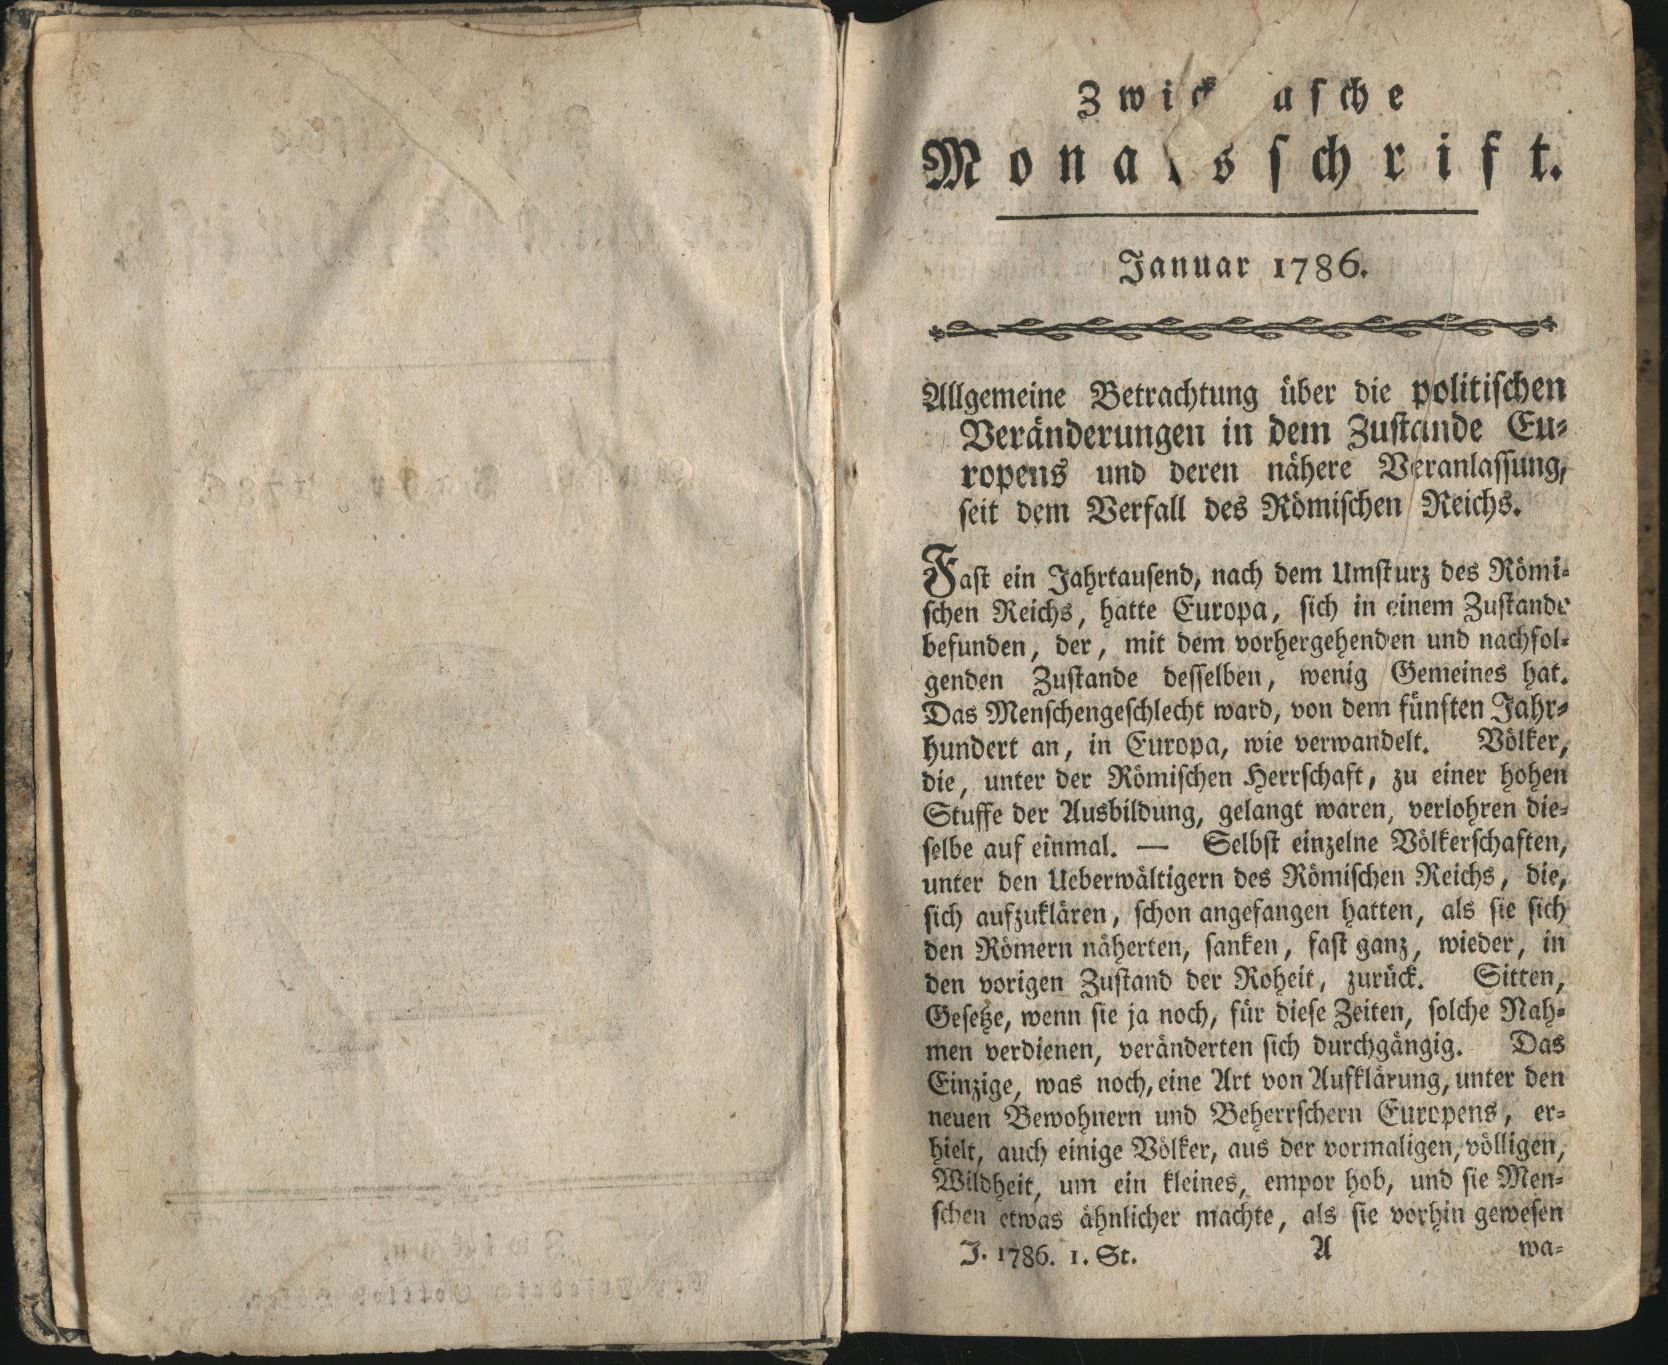 Monatsschrift.
Januar 1786.
Allgemeine Betrachtung über die politischen
Veränderungen in dem Zustande Eu-
ropens und deren nähere Veranlassung,
seit dem Verfall des Römischen Reichs.
Fast ein Jahrtausend, nach dem Umsturz des Römi-
schen Reichs, hatte Europa, sich in einem Zustande
befunden, der, mit dem vorhergehenden und nachfol-
genden Zustande desselben, wenig Gemeines hat.
Das Menschengeschlecht ward, von dem fünften Jahr-
hundert an, in Europa, wie verwandelt. Völker,
die, unter der Römischen Herrschaft, zu einer hohen
Stuffe der Ausbildung, gelangt waren, verlohren die-
selbe auf einmal. — Selbst einzelne Völkerschaften,
unter den Ueberwältigern des Römischen Reichs, die,
sich aufzuklären, schon angefangen hatten, als sie sich
den Römern näherten, sanken, fast ganz, wieder, in
den vorigen Zustand der Roheit, zurück. Sitten,
Gesetze, wenn sie ja noch, für diese Zeiten, solche Nah-
men verdienen, veränderten sich durchgängig. Das
Einzige, was noch, eine Art von Aufklärung, unter den
neuen Bewohnern und Beherrschern Europens, er-
hielt, auch einige Völker, aus der vormaligen, völligen,
Wildheit, um ein kleines, empor hob, und sie Men-
schen etwas ähnlicher machte, als sie vorhin gewesen
J. 1786. 1. St. A wa-